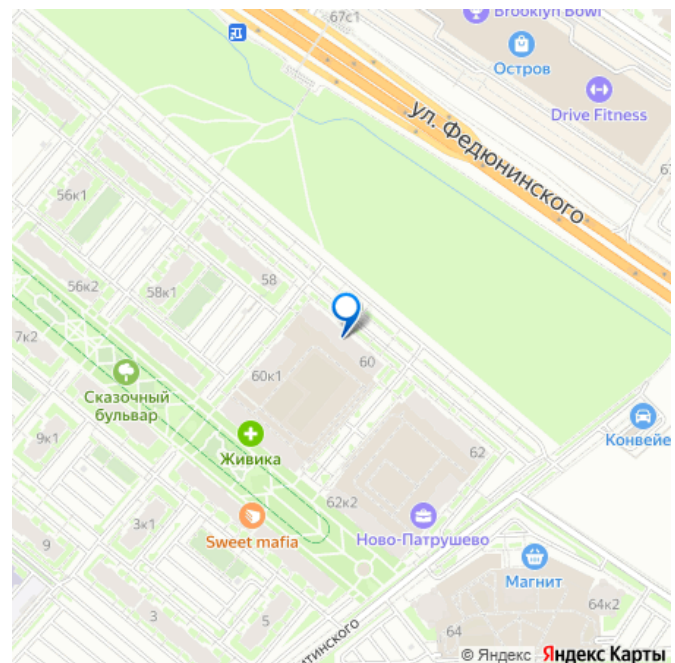 67с1
Brooklyn Bowl
Остров
Drive Fitness
ул. Федюнинского
56к1
58
56к2
58к1
7к2
60
60к1
Сказочный
бульвар
Конвейе
9к1
Живика
62
62к2
3к1
Sweet mafia
Ново-Патрушево
9
Магнит
64к2
3
5
64
тинского
© Яндекс Яндекс Карты